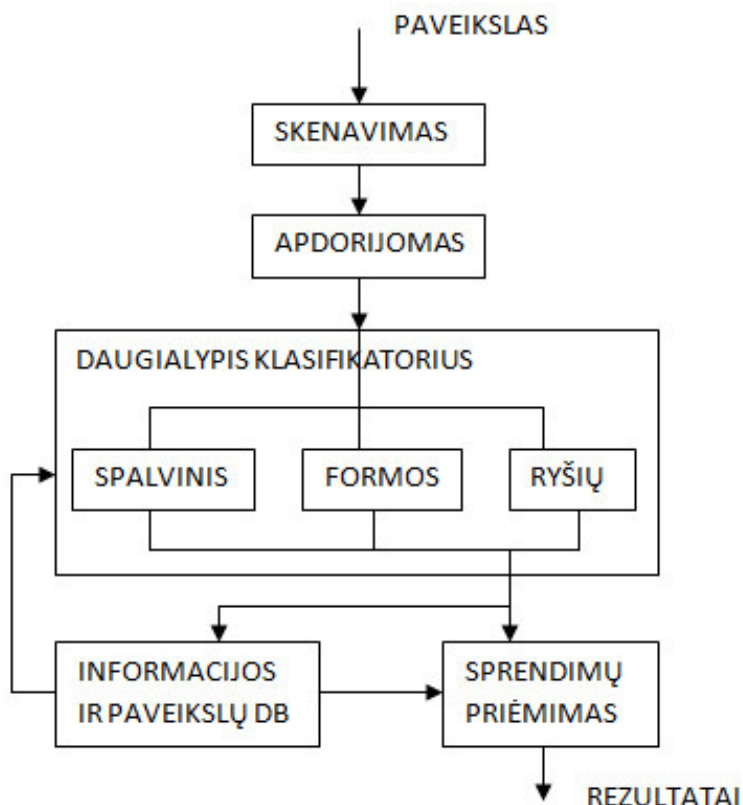 PAVEIKSLAS
SKENAVIMAS
APDORIJOMAS
DAUGIALYPIS KLASIFIKATORIUS
SPALVINIS
FORMOS
RYŠIŲ
INFORMACIJOS
IR PAVEIKSLŲ DB
SPRENDIMŲ
PRIĖMIMAS
REZULTATAI